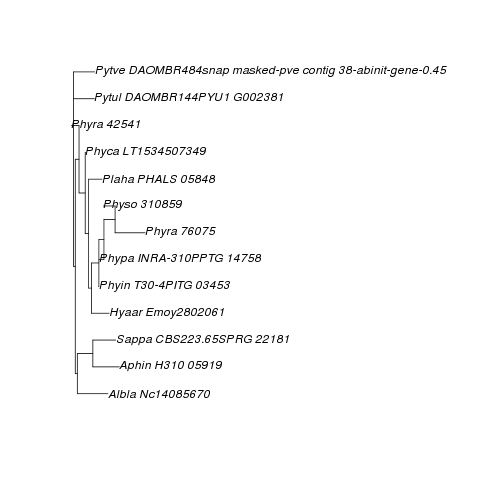 Pytve DAOMBR484snap masked-pve contig 38-abinit-gene-0.45
Pytul DAOMBR144PYU1 G002381
Phyra 42541
Phyca LT1534507349
Plaha PHALS 05848
Physo 310859
Phyra 76075
Phypa INRA-310PPTG 14758
Phyin T30-4PITG 03453
Hyaar Emoy2802061
Sappa CBS223.65SPRG 22181
Aphin H310 05919
Albla Nc14085670